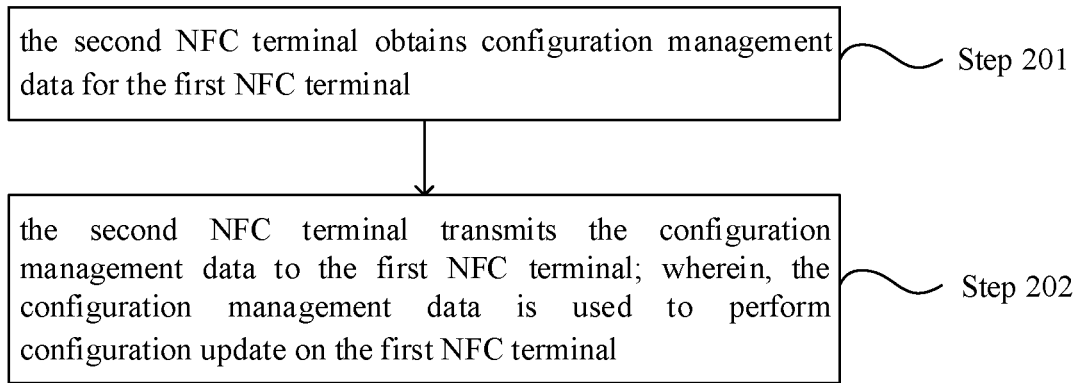 the second NFC terminal obtains configuration management
data for the first NFC terminal
Step 201
the second NFC terminal transmits the configuration
management data to the first NFC terminal; wherein, the
configuration management data is used to perform
configuration update on the first NFC terminal
Step 202